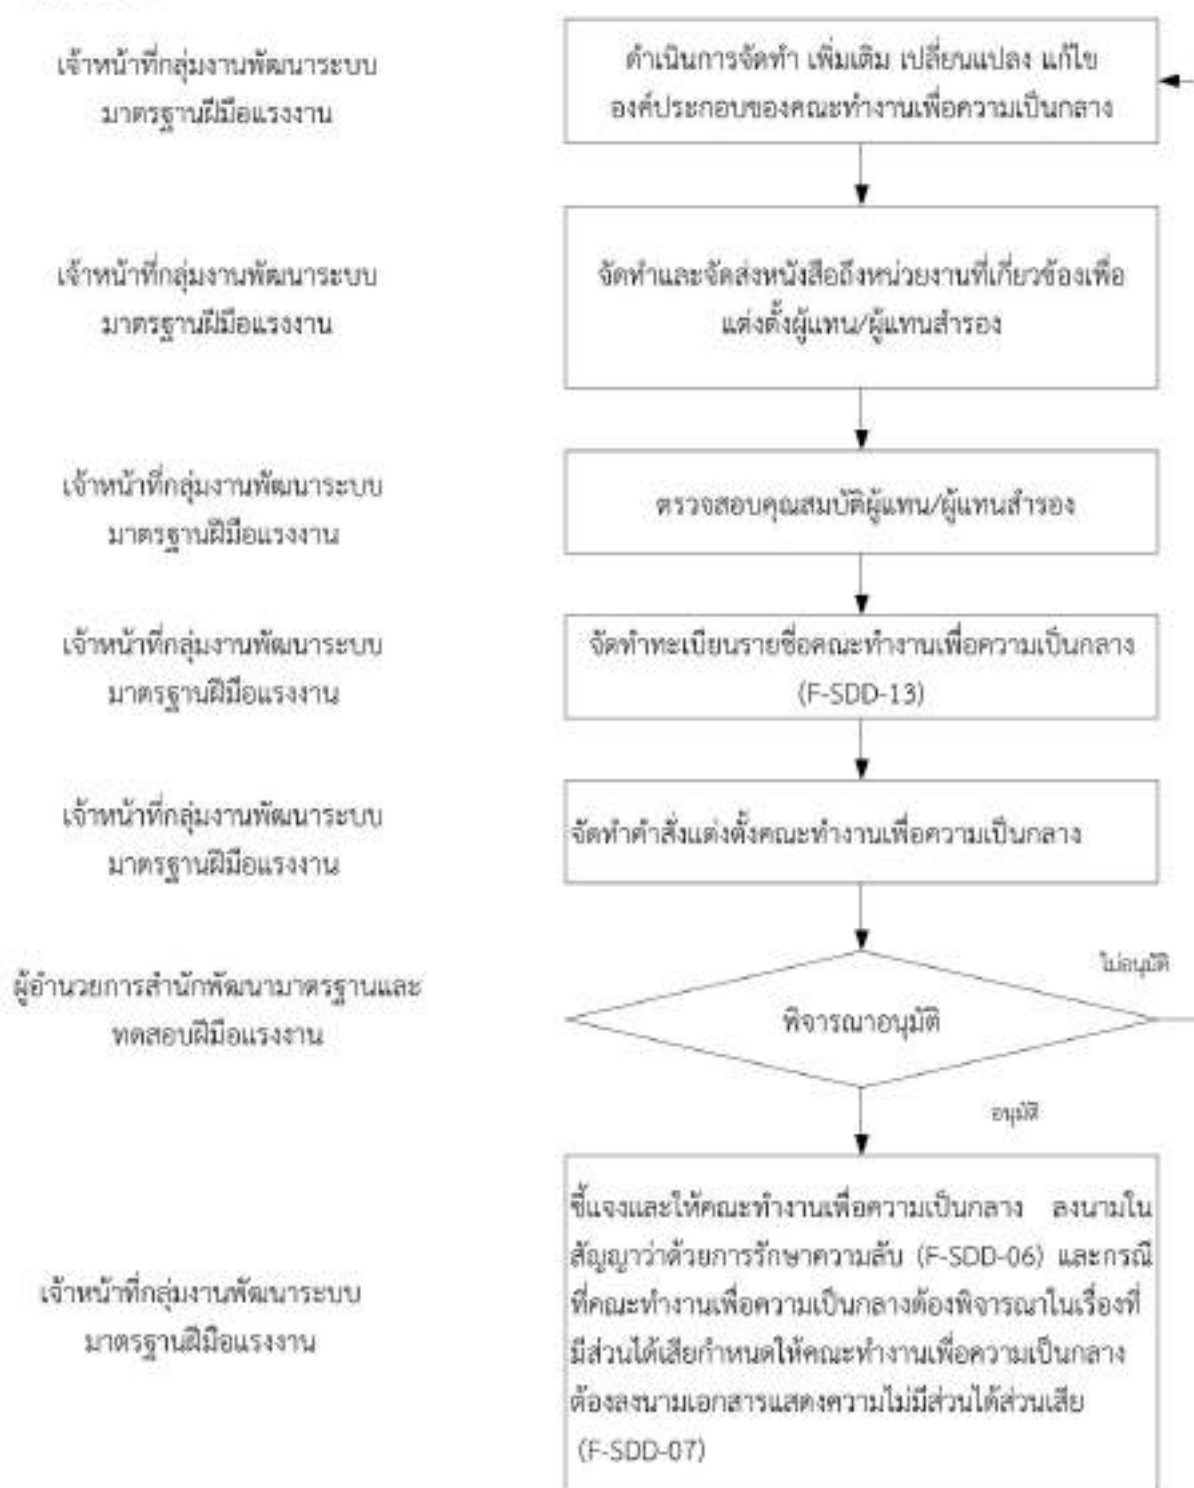 เจ้าหน้าที่กลุ่มงานพัฒนาระบบ
มาตรฐานฝีมือแรงงาน
ดำเนินการจัดทำ เพิ่มเติม เปลี่ยนแปลง แก้ไข
องค์ประกอบของคณะทำงานเพื่อความเป็นกลาง
เจ้าหน้าที่กลุ่มงานพัฒนาระบบ
มาตรฐานฝีมือแรงงาน
จัดทำและจัดส่งหนังสือถึงหน่วยงานที่เกี่ยวข้องเพื่อ
แต่งตั้งผู้แทน/ผู้แทนสำรอง
เจ้าหน้าที่กลุ่มงานพัฒนาระบบ
มาตรฐานฝีมือแรงงาน
ตรวจสอบคุณสมบัติผู้แทน/ผู้แทนสำรอง
เจ้าหน้าที่กลุ่มงานพัฒนาระบบ
มาตรฐานฝีมือแรงงาน
จัดทำทะเบียนรายชื่อคณะทำงานเพื่อความเป็นกลาง
(F-SDD-13)
เจ้าหน้าที่กลุ่มงานพัฒนาระบบ
มาตรฐานฝีมือแรงงาน
จัดทำคำสั่งแต่งตั้งคณะทำงานเพื่อความเป็นกลาง
ผู้อำนวยการสำนักพัฒนามาตรฐานและ
ทดสอบฝีมือแรงงาน
พิจารณาอนุมัติ
ไม่อนุมัติ
อนุมัติ
เจ้าหน้าที่กลุ่มงานพัฒนาระบบ
มาตรฐานฝีมือแรงงาน
ชี้แจงและให้คณะทำงานเพื่อความเป็นกลาง ลงนามใน
สัญญาว่าด้วยการรักษาความลับ (F-SDD-06) และกรณี
ที่คณะทำงานเพื่อความเป็นกลางต้องพิจารณาในเรื่องที่
มีส่วนได้เสียกำหนดให้คณะทำงานเพื่อความเป็นกลาง
ต้องลงนามเอกสารแสดงความไม่มีส่วนได้ส่วนเสีย
(F-SDD-07)